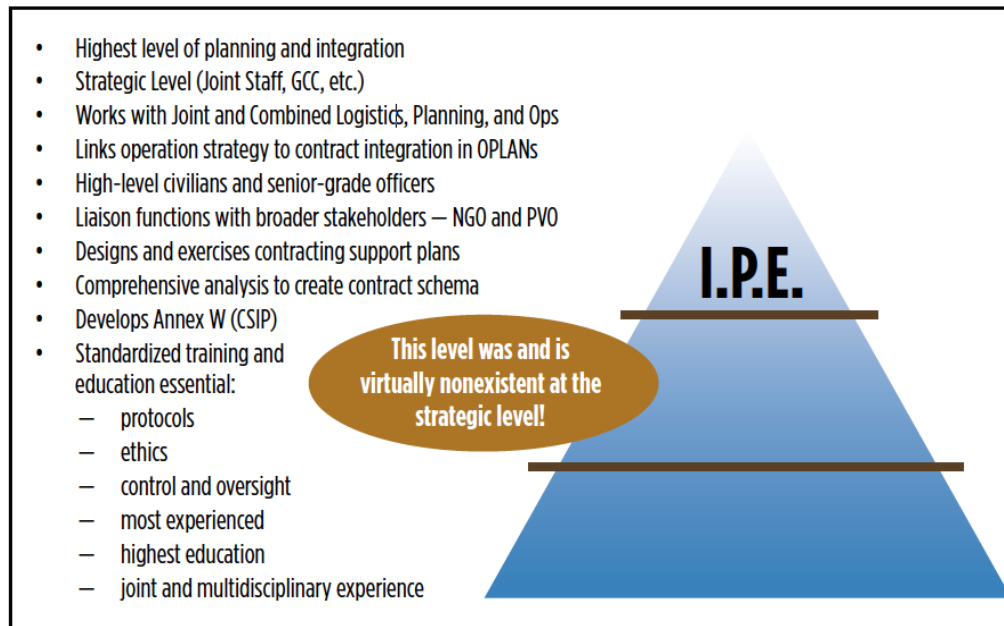 • Highest level of planning and integration
• Strategic Level (Joint Staff, GCC, etc.)
• Works with Joint and Combined Logistics, Planning, and Ops
• Links operation strategy to contract integration in OPLANs
• High-level civilians and senior-grade officers
• Liaison functions with broader stakeholders — NGO and PVO
• Designs and exercises contracting support plans
• Comprehensive analysis to create contract schema
• Develops Annex W (CSIP)
• Standardized training and
education essential:
— protocols
— ethics
— control and oversight
— most experienced
— highest education
— joint and multidisciplinary experience
This level was and is
virtually nonexistent at the
strategic level!
I.P.E.